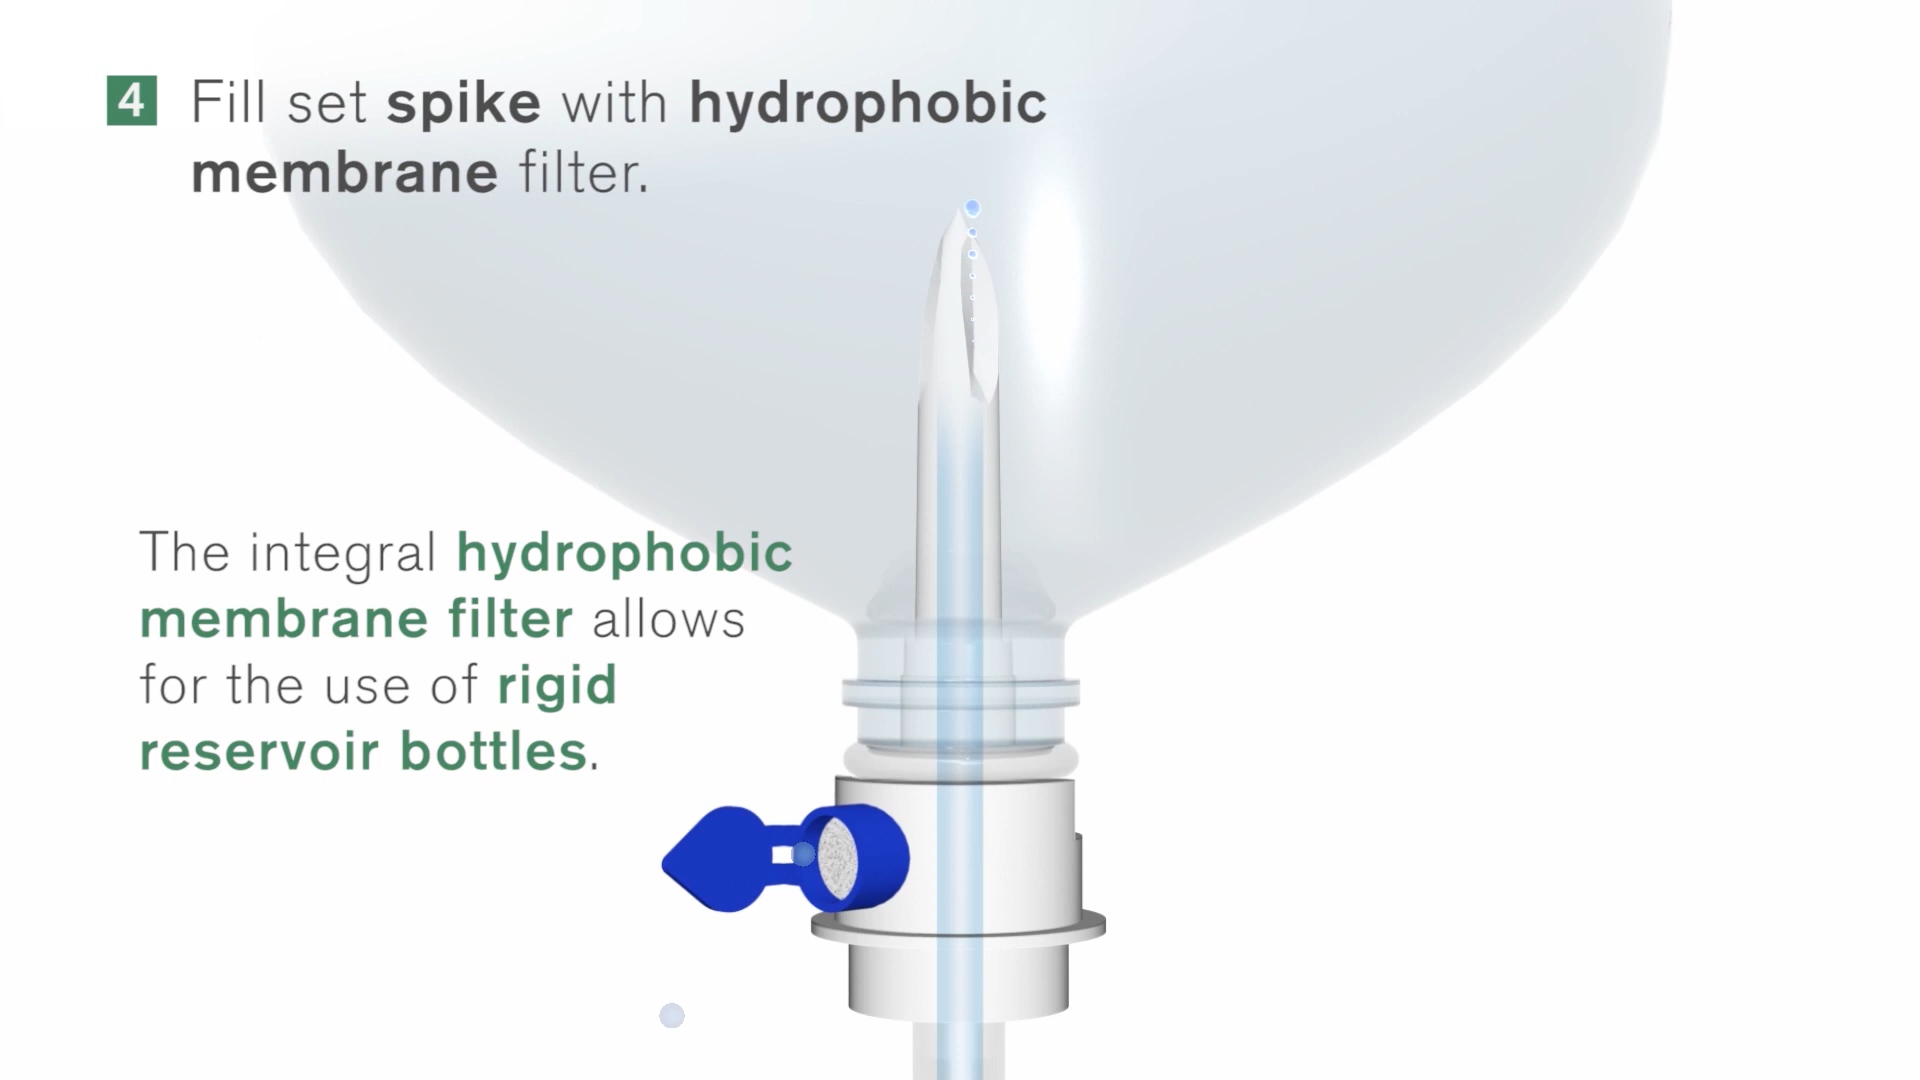 4 Fill set spike with hydrophobic
membrane filter.
The integral hydrophobic
membrane filter allows
for the use of rigid
reservoir bottles.